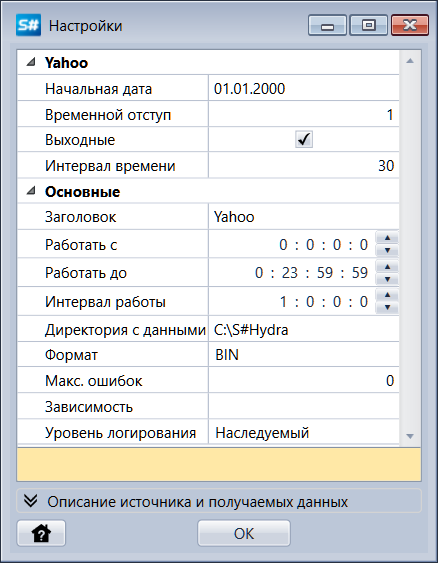 S# Настройки
Yahoo
Начальная дата 01.01.2000
Временной отступ 1
Выходные
Интервал времени 30
Основные
Заголовок Yahoo
Работать с 0 : 0 : 0 : 0
Работать до 0 : 23 : 59 : 59
Интервал работы 1 : 0 : 0 : 0
Директория с данными C:\S#Hydra
Формат BIN
Макс. ошибок 0
Зависимость
Уровень логирования Наследуемый
Описание источника и получаемых данных
?
OK